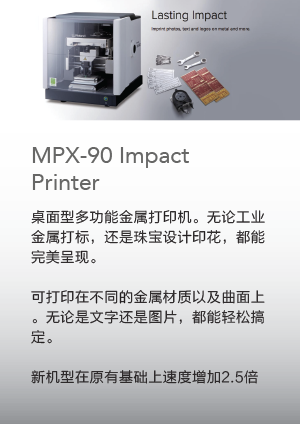 Lasting Impact
Imprint photos, text and logos on metal and more.
MPX-90 Impact
Printer
桌面型多功能金属打印机。无论工业
金属打标，还是珠宝设计印花，都能
完美呈现。
可打印在不同的金属材质以及曲面上
。无论是文字还是图片，都能轻松搞
定。
新机型在原有基础上速度增加2.5倍